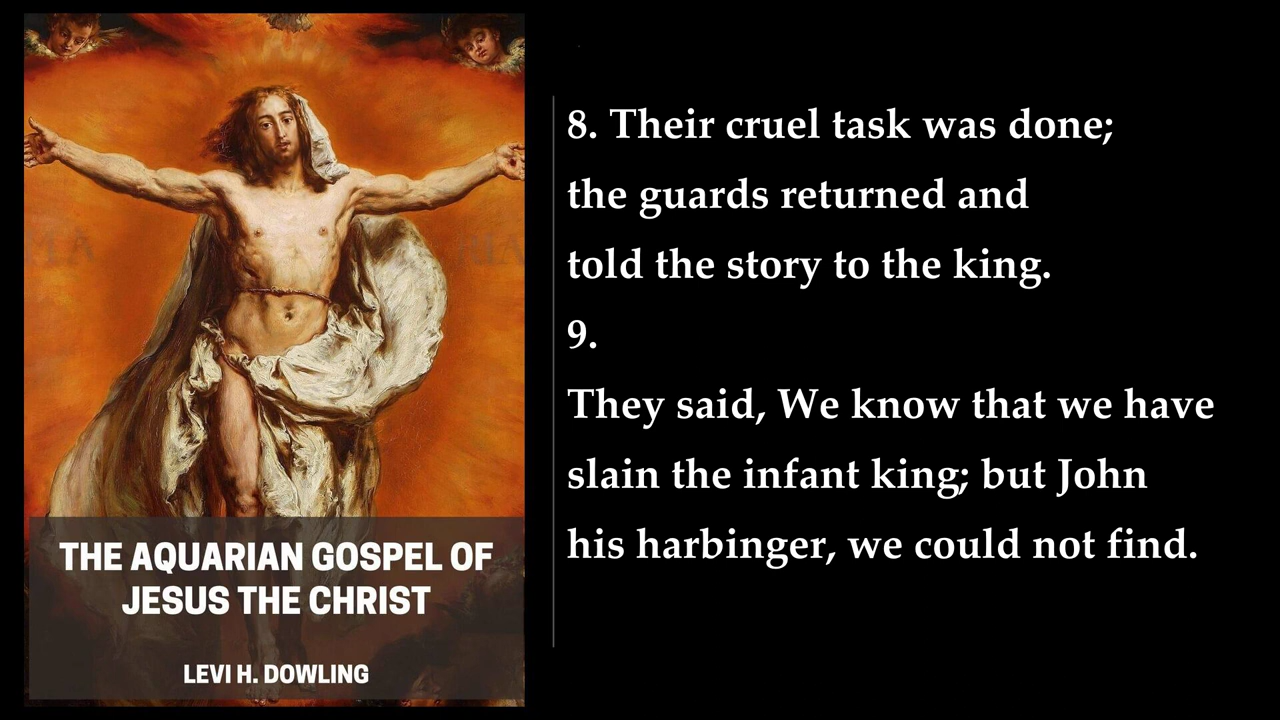 THE AQUARIAN GOSPEL OF
JESUS THE CHRIST
LEVI H. DOWLING
8. Their cruel task was done;
the guards returned and
told the story to the king.
9.
They said, We know that we have
slain the infant king; but John
his harbinger, we could not find.